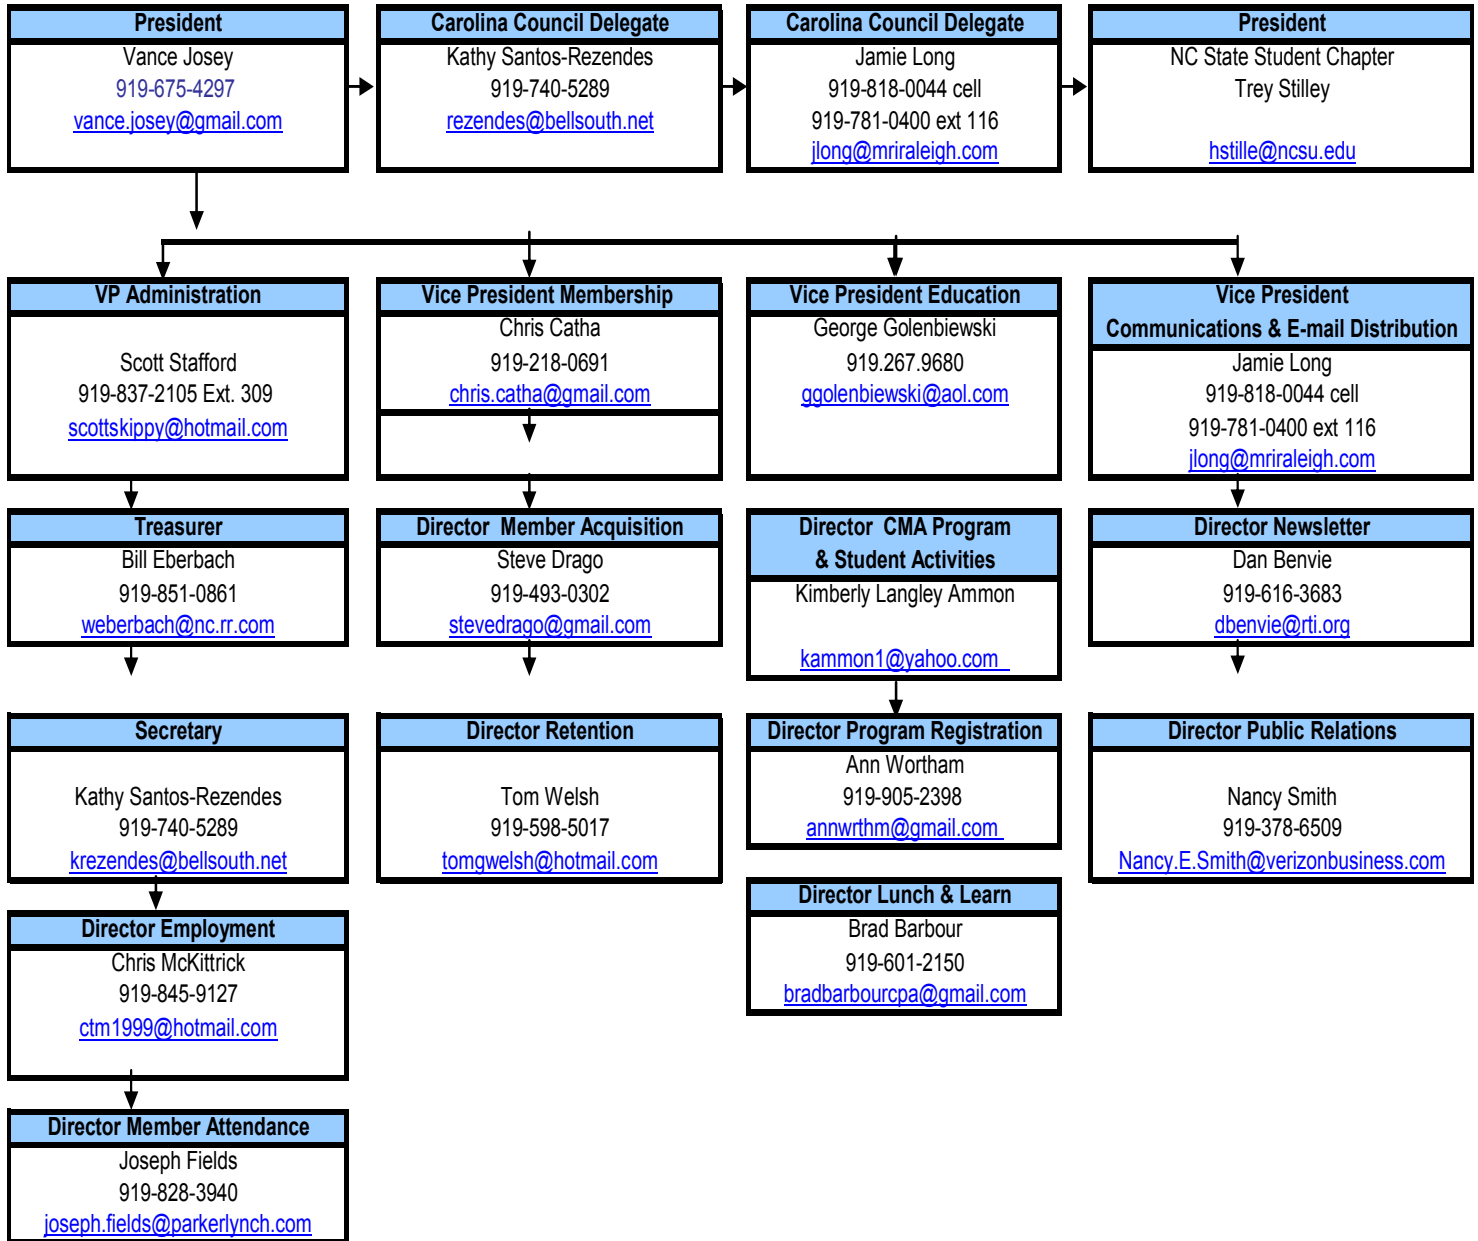 President
Vance Josey
919-675-4297
vance.josey@gmail.com
Carolina Council Delegate
Kathy Santos-Rezendes
919-740-5289
rezendes@bellsouth.net
Carolina Council Delegate
Jamie Long
919-818-0044 cell
919-781-0400 ext 116
jlong@mriraleigh.com
President
NC State Student Chapter
Trey Stilley
hstille@ncsu.edu
VP Administration
Scott Stafford
919-837-2105 Ext. 309
scottskippy@hotmail.com
Vice President Membership
Chris Catha
919-218-0691
chris.catha@gmail.com
Vice President Education
George Golenbiewski
919.267.9680
ggolenbiewski@aol.com
Vice President
Communications & E-mail Distribution
Jamie Long
919-818-0044 cell
919-781-0400 ext 116
jlong@mriraleigh.com
Treasurer
Bill Eberbach
919-851-0861
weberbach@nc.rr.com
Director Member Acquisition
Steve Drago
919-493-0302
stevedrago@gmail.com
Director CMA Program
& Student Activities
Kimberly Langley Ammon
kammon1@yahoo.com
Director Newsletter
Dan Benvie
919-616-3683
dbenvie@rti.org
Secretary
Kathy Santos-Rezendes
919-740-5289
krezendes@bellsouth.net
Director Retention
Tom Welsh
919-598-5017
tomgwelsh@hotmail.com
Director Program Registration
Ann Wortham
919-905-2398
annwrthm@gmail.com
Director Public Relations
Nancy Smith
919-378-6509
Nancy.E.Smith@verizonbusiness.com
Director Lunch & Learn
Brad Barbour
919-601-2150
bradbarbourcpa@gmail.com
Director Employment
Chris McKittrick
919-845-9127
ctm1999@hotmail.com
Director Member Attendance
Joseph Fields
919-828-3940
joseph.fields@parkerlynch.com